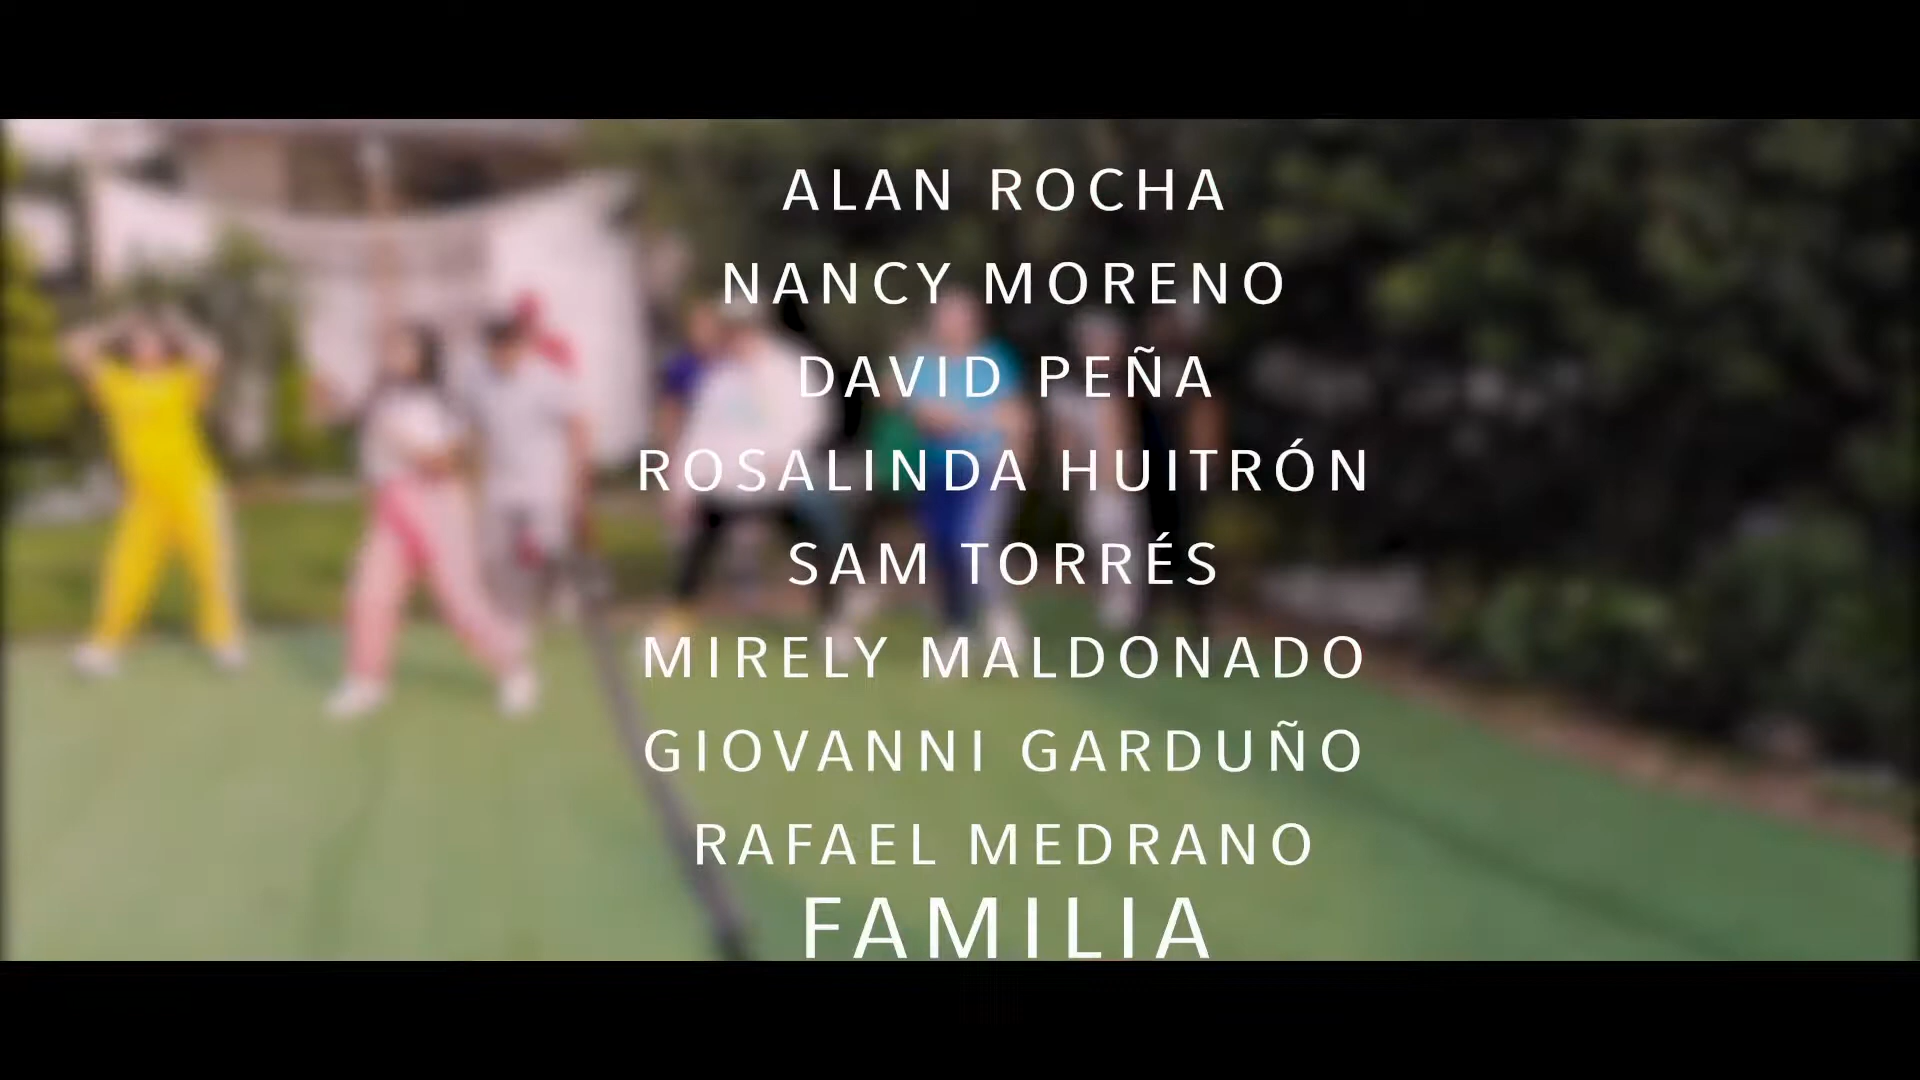 ALAN ROCHA
NANCY MORENO
DAVID PEÑA
ROSALINDA HUITRÓN
SAM TORRÉS
MIRELY MALDONADO
GIOVANNI GARDUÑO
RAFAEL MEDRANO
FAMILIA